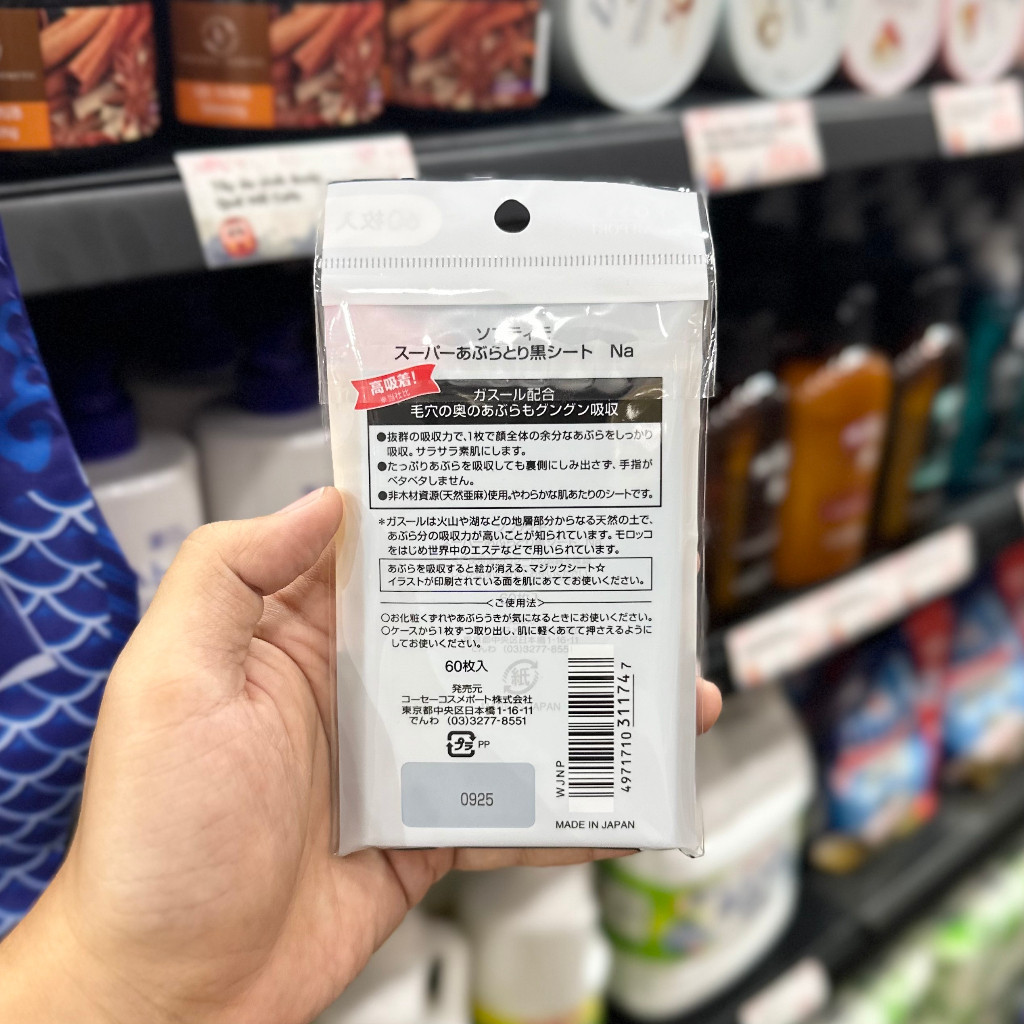 ソフティモ
スーパーあぶらとり黒シート Na
高吸着!
※当社比
ガスール配合
毛穴の奥のあぶらもグングン吸収
●抜群の吸収力で、1枚で顔全体の余分なあぶらをしっかり
吸収。サラサラ素肌にします。
●たっぷりあぶらを吸収しても裏側にしみ出さず、手指が
ベタベタしません。
●非木材資源(天然亜麻)使用。やわらかな肌あたりのシートです。
*ガスールは火山や湖などの地層部分からなる天然の土で、
あぶら分の吸収力が高いことが知られています。モロッコ
をはじめ世界中のエステなどで用いられています。
あぶらを吸収すると絵が消える、マジックシート☆
イラストが印刷されている面を肌にあててお使いください。
<ご使用法>
○お化粧くずれやあぶらうきが気になるときにお使いください。
○ケースから1枚ずつ取り出し、肌に軽くあてて押さえるように
してお使いください。
60枚入
発売元
コーセーコスメポート株式会社
東京都中央区日本橋1-16-11
でんわ (03)3277-8551
プラ PP
紙
0925
WJNP
4971710311747
MADE IN JAPAN